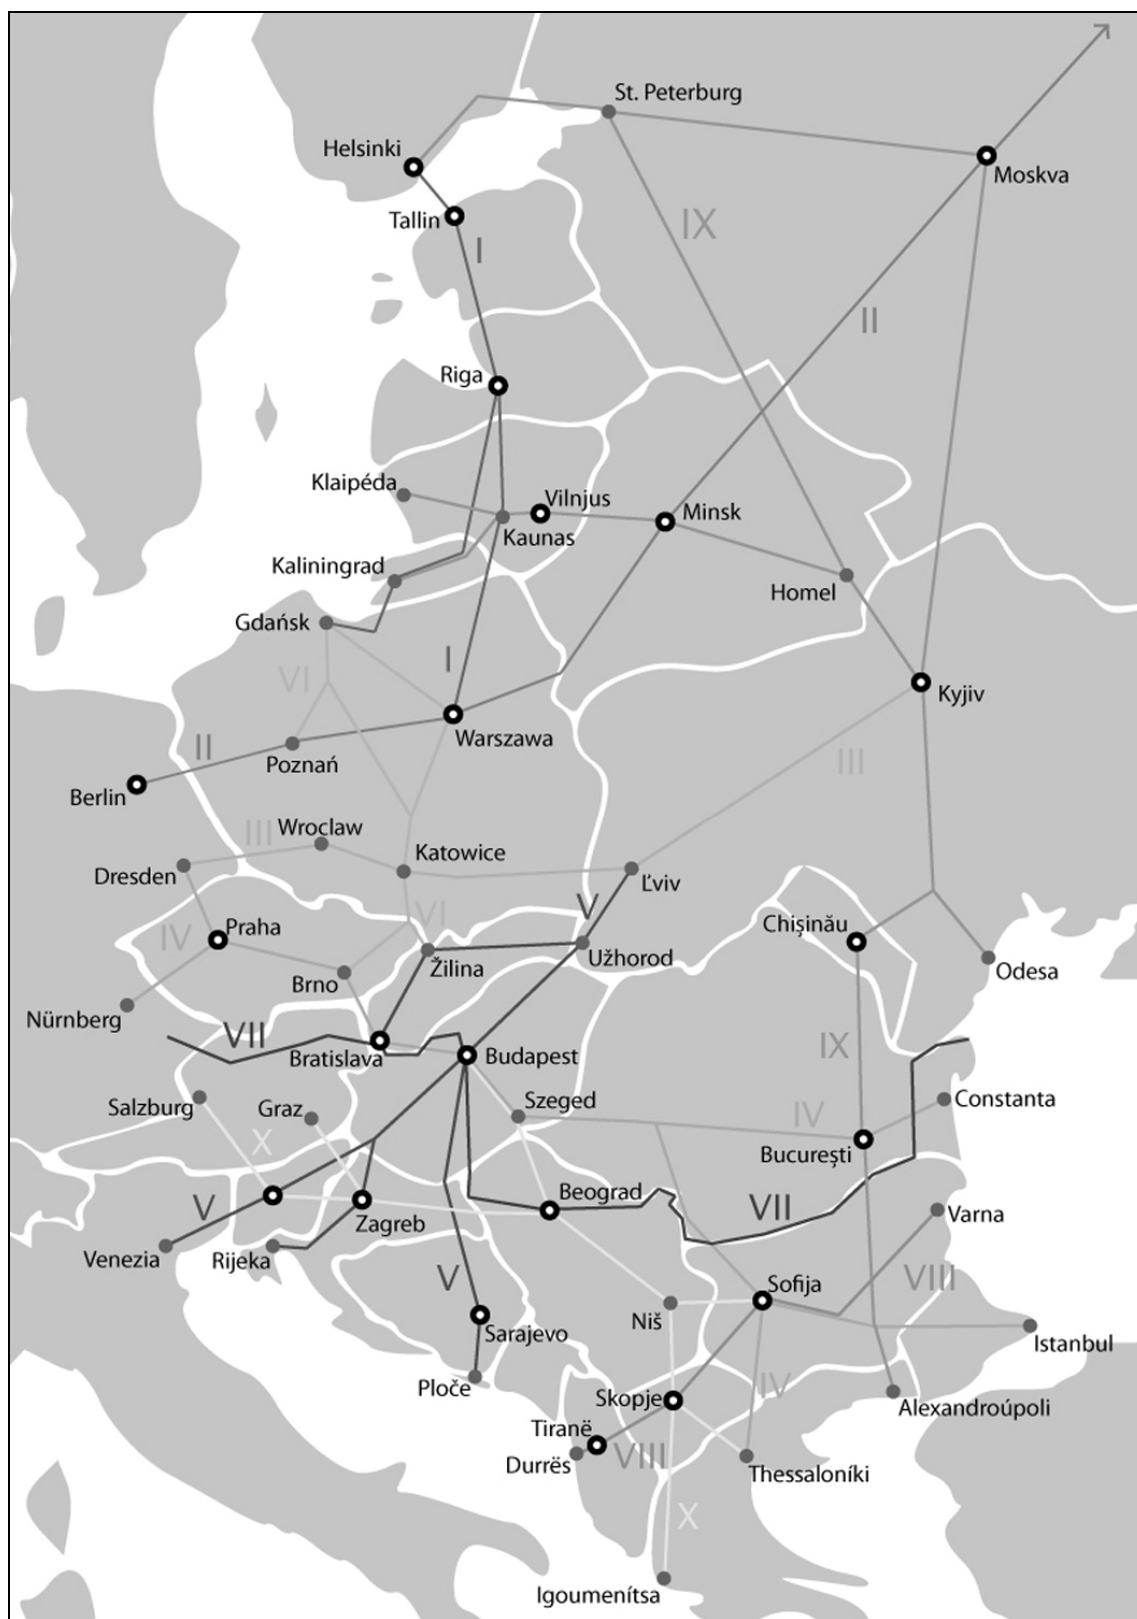 St. Peterburg
Helsinki
Moskva
Tallin
IX
I
II
Riga
Klaipéda
Vilnjus
Minsk
Kaunas
Kaliningrad
Homel
Gdańsk
I
VI
Kyjiv
Warszawa
II
Poznań
III
Berlin
Wroclaw
III
Katowice
Dresden
Ľviv
V
VI
Chişinău
Praha
IV
Užhorod
Žilina
Odesa
Brno
Nürnberg
VII
IX
Bratislava
Budapest
Salzburg
Graz
Szeged
Constanta
IV
X
Bucureşti
Beograd
V
VII
Zagreb
Varna
Venezia
Rijeka
V
VIII
Sofija
Niš
Sarajevo
Istanbul
Ploče
IV
Skopje
Alexandroúpoli
Tiranë
VIII
Durrës
Thessaloníki
X
Igoumenítsa